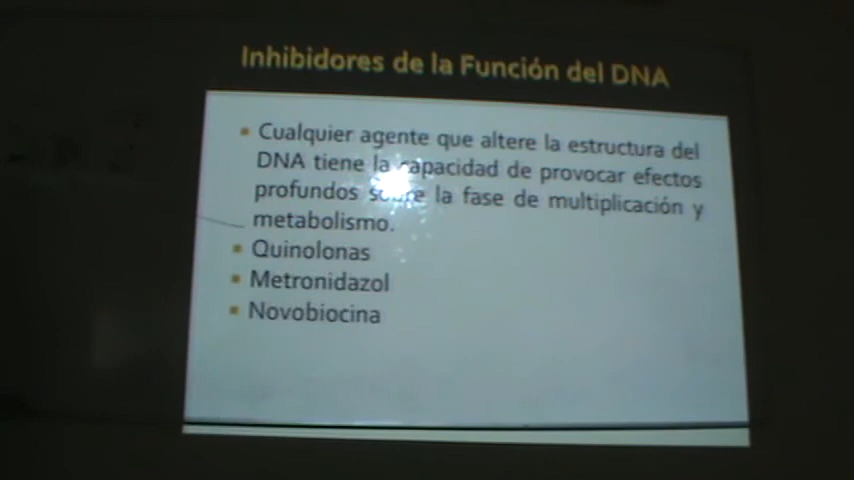 Inhibidores de la Función del DNA
Cualquier agente que altere la estructura del
DNA tiene la capacidad de provocar efectos
profundos sobre la fase de multiplicación y
metabolismo.
Quinolonas
Metronidazol
Novobiocina